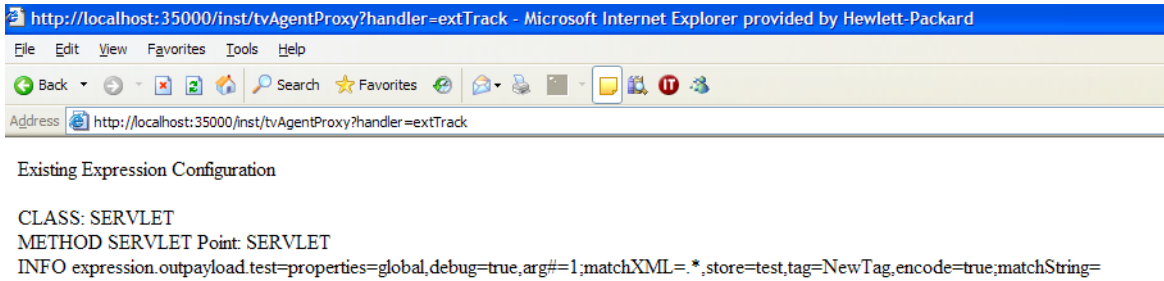 http://localhost:35000/inst/tvAgentProxy?handler=extTrack - Microsoft Internet Explorer provided by Hewlett-Packard
File Edit View Favorites Tools Help
Back Search Favorites
Address http://localhost:35000/inst/tvAgentProxy?handler=extTrack
Existing Expression Configuration
CLASS: SERVLET
METHOD SERVLET Point: SERVLET
INFO expression.outpayload.test=properties=global,debug=true,arg#=1;matchXML=.*,store=test,tag=NewTag,encode=true;matchString=